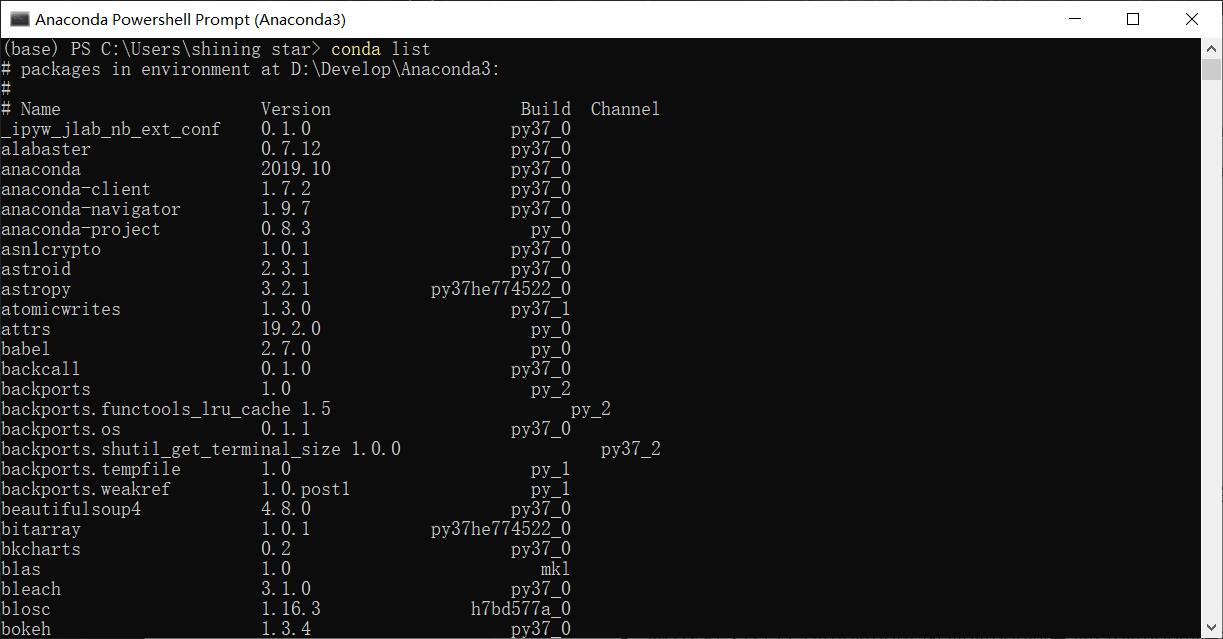 Anaconda Powershell Prompt (Anaconda3)
(base) PS C:\Users\shining star> conda list
# packages in environment at D:\Develop\Anaconda3:
#
# Name Version Build Channel
_ipyw_jlab_nb_ext_conf 0.1.0 py37_0
alabaster 0.7.12 py37_0
anaconda 2019.10 py37_0
anaconda-client 1.7.2 py37_0
anaconda-navigator 1.9.7 py37_0
anaconda-project 0.8.3 py_0
asn1crypto 1.0.1 py37_0
astroid 2.3.1 py37_0
astropy 3.2.1 py37he774522_0
atomicwrites 1.3.0 py37_1
attrs 19.2.0 py_0
babel 2.7.0 py_0
backcall 0.1.0 py37_0
backports 1.0 py_2
backports.functools_lru_cache 1.5 py_2
backports.os 0.1.1 py37_0
backports.shutil_get_terminal_size 1.0.0 py37_2
backports.tempfile 1.0 py_1
backports.weakref 1.0.post1 py_1
beautifulsoup4 4.8.0 py37_0
bitarray 1.0.1 py37he774522_0
bkcharts 0.2 py37_0
blas 1.0 mkl
bleach 3.1.0 py37_0
blosc 1.16.3 h7bd577a_0
bokeh 1.3.4 py37_0